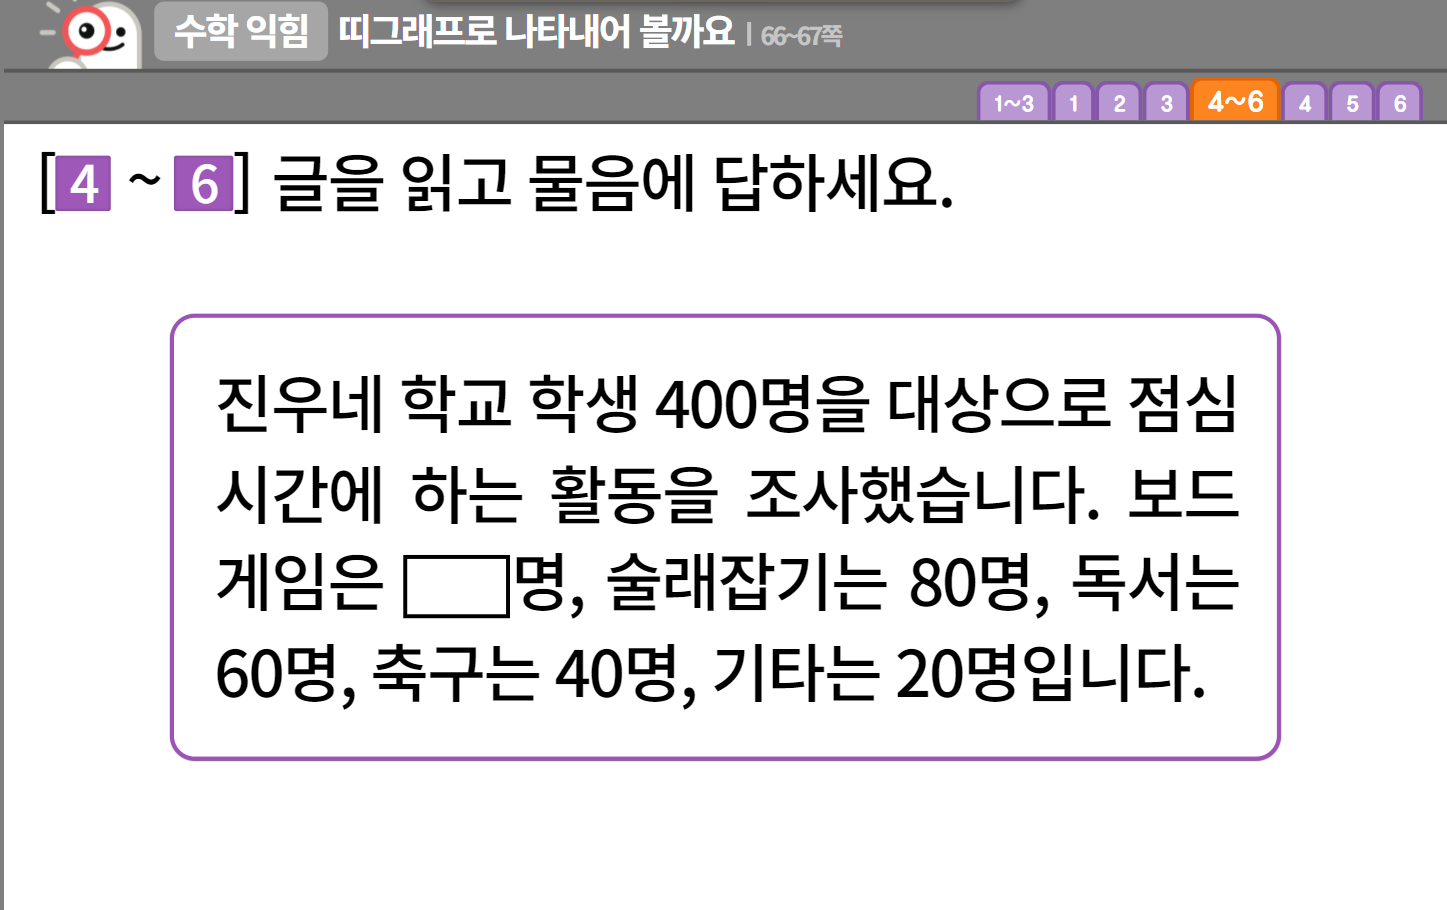 수학 익힘 띠그래프로 나타내어 볼까요 | 66~67쪽
1~3 1 2 3 4~6 4 5 6
[4 ~ 6] 글을 읽고 물음에 답하세요.
진우네 학교 학생 400명을 대상으로 점심
시간에 하는 활동을 조사했습니다. 보드
게임은 명, 술래잡기는 80명, 독서는
60명, 축구는 40명, 기타는 20명입니다.